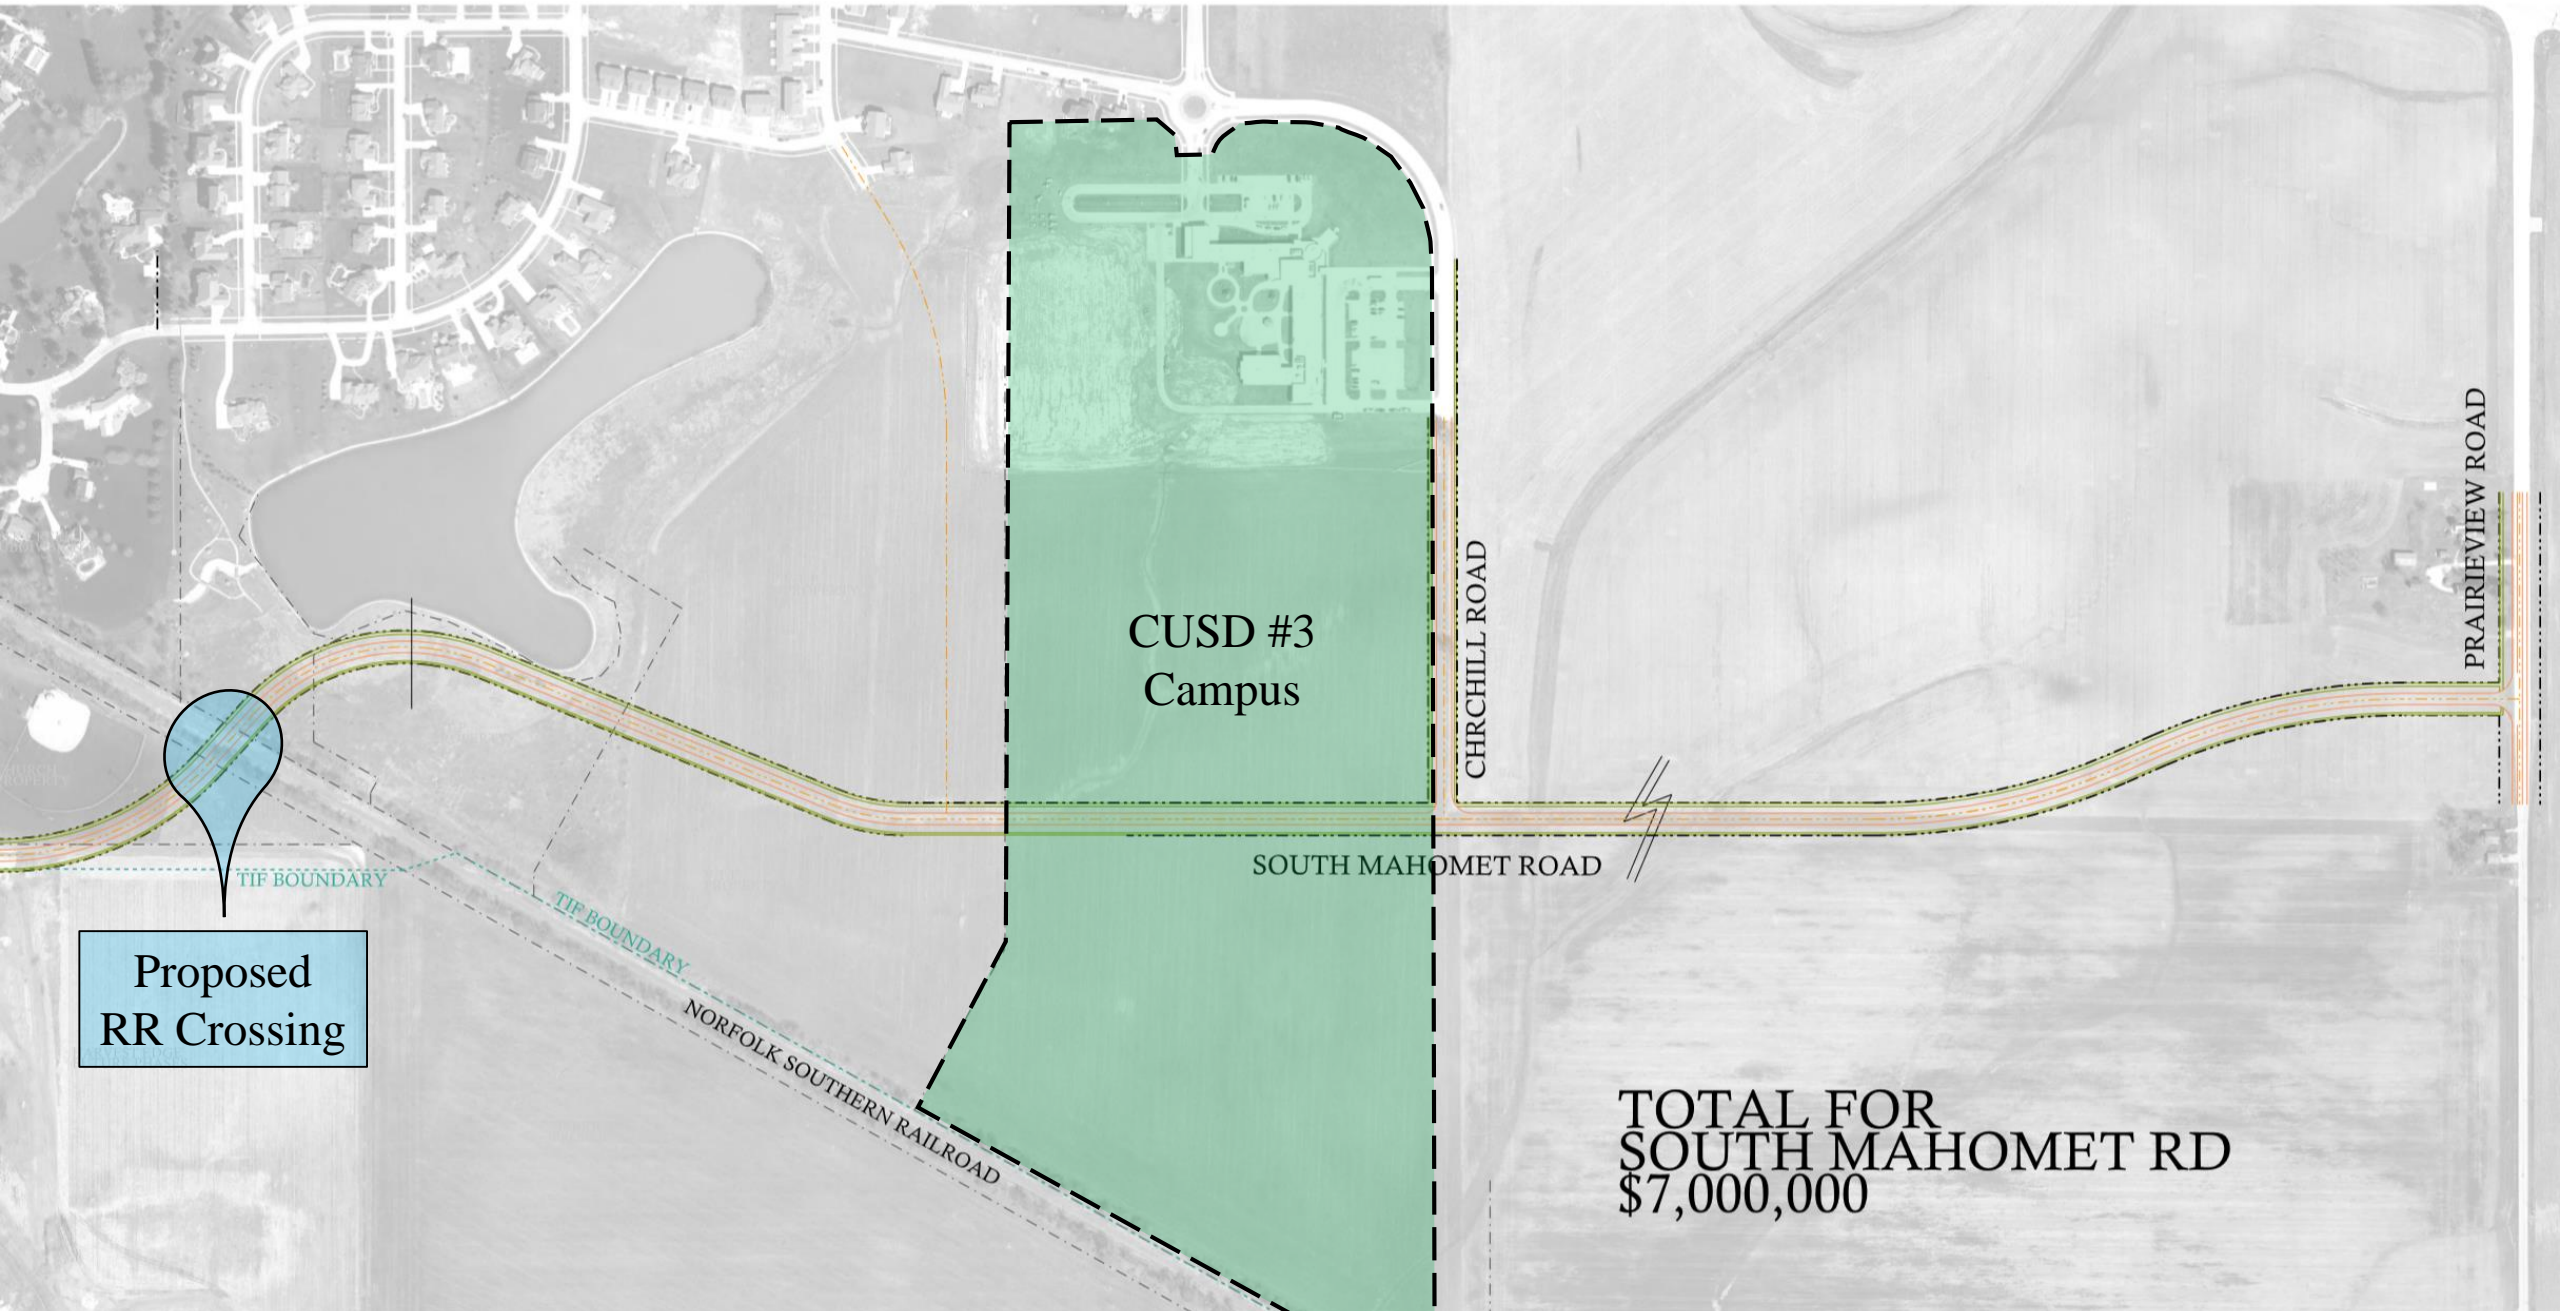 PRAIRIEVIEW ROAD
CHRCHILL ROAD
CUSD #3
Campus
SOUTH MAHOMET ROAD
TIF BOUNDARY
TIF BOUNDARY
NORFOLK SOUTHERN RAILROAD
Proposed
RR Crossing
TOTAL FOR
SOUTH MAHOMET RD
$7,000,000